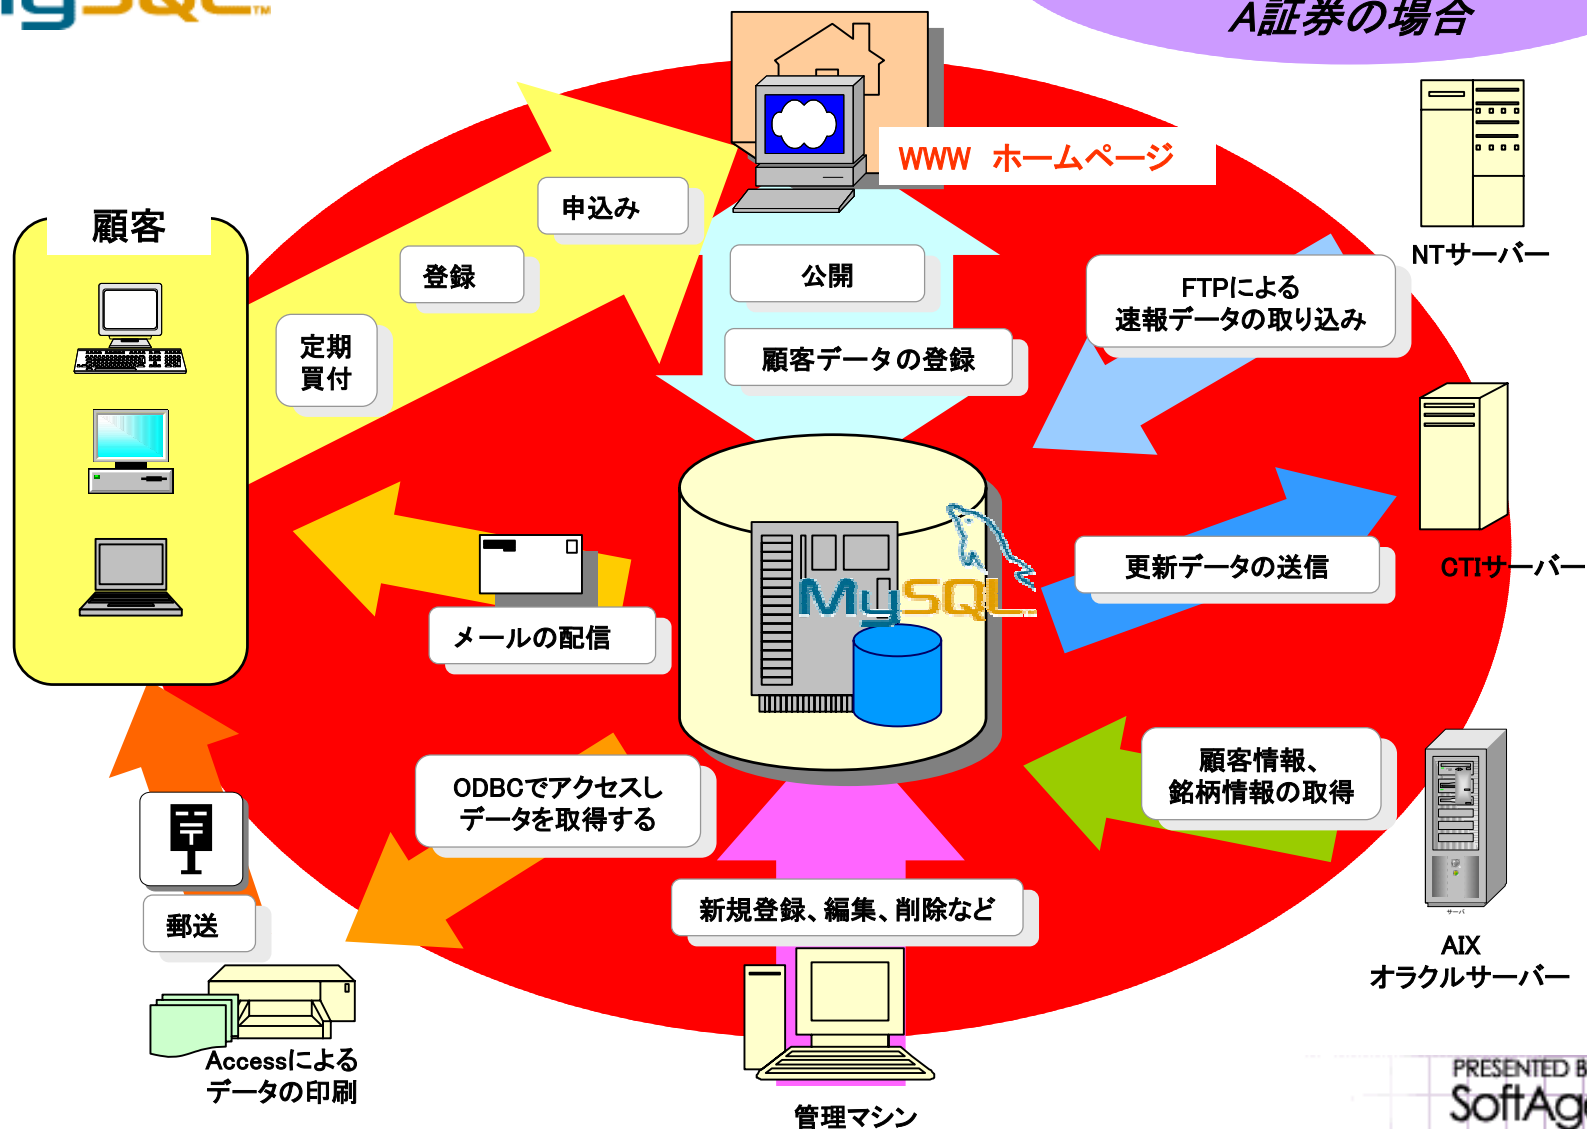 MySQL
A証券の場合
WWW ホームページ
NTサーバー
顧客
申込み
登録
定期
買付
公開
顧客データの登録
FTPによる
速報データの取り込み
更新データの送信
CTIサーバー
MySQL
メールの配信
ODBCでアクセスし
データを取得する
顧客情報、
銘柄情報の取得
サーバ
AIX
オラクルサーバー
新規登録、編集、削除など
管理マシン
〒
郵送
Accessによる
データの印刷
PRESENTED B
SoftAg